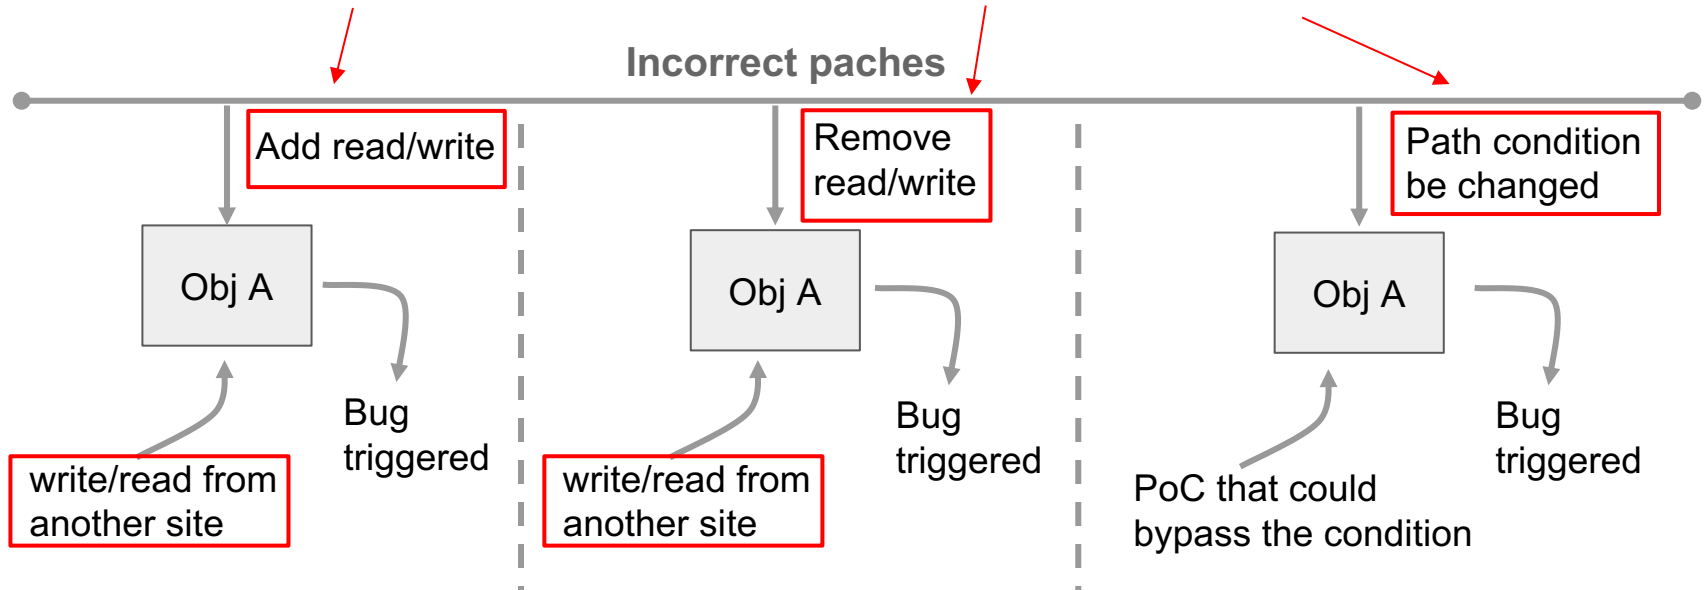 Incorrect paches
Add read/write
Obj A
Bug
triggered
write/read from
another site
Remove
read/write
Obj A
Bug
triggered
write/read from
another site
Path condition
be changed
Obj A
Bug
triggered
PoC that could
bypass the condition